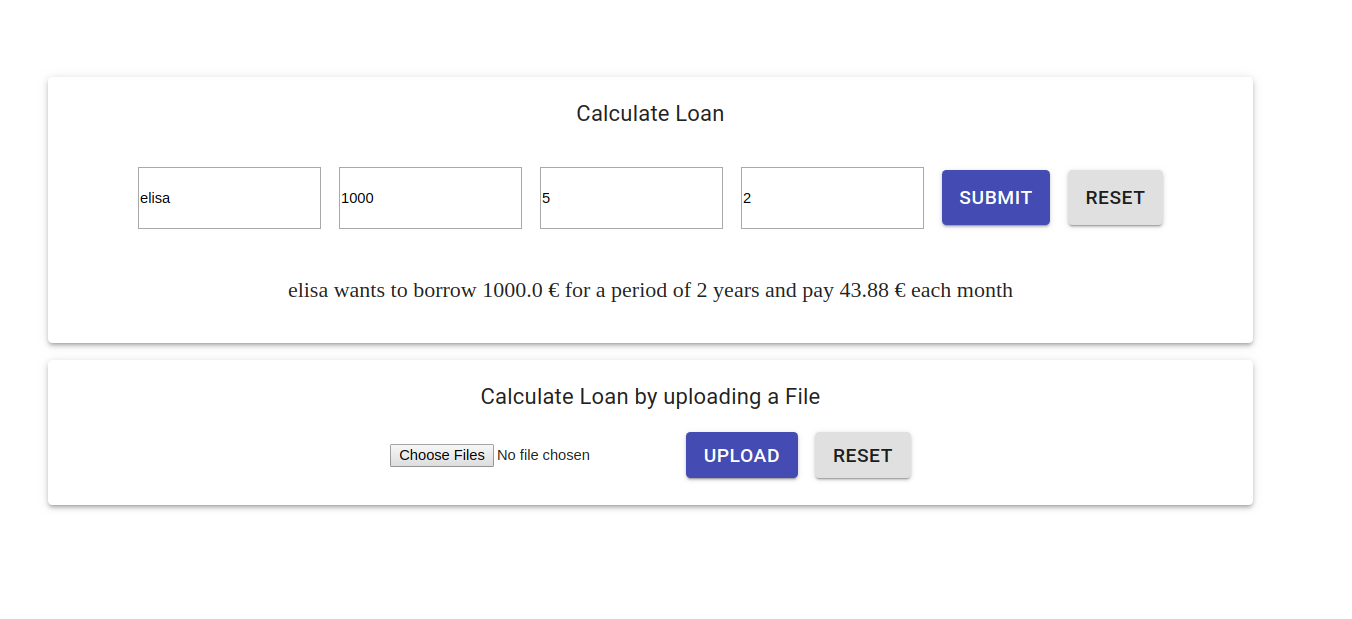 Calculate Loan
elisa 1000 5 2 SUBMIT RESET
elisa wants to borrow 1000.0 € for a period of 2 years and pay 43.88 € each month
Calculate Loan by uploading a File
Choose Files No file chosen UPLOAD RESET